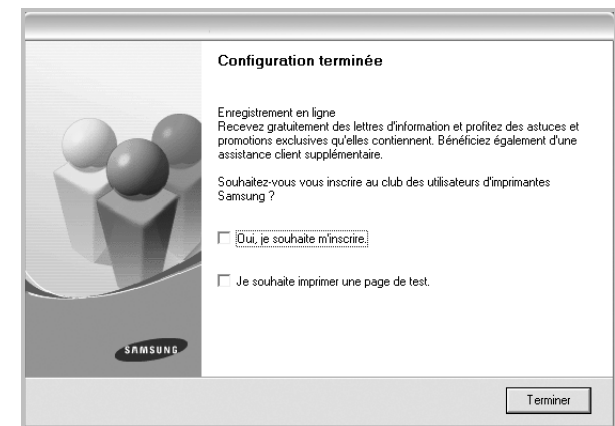 Configuration terminée
Enregistrement en ligne
Recevez gratuitement des lettres d'information et profitez des astuces et
promotions exclusives qu'elles contiennent. Bénéficiez également d'une
assistance client supplémentaire.
Souhaitez-vous vous inscrire au club des utilisateurs d'imprimantes
Samsung ?
Oui, je souhaite m'inscrire.
Je souhaite imprimer une page de test.
SAMSUNG
Terminer